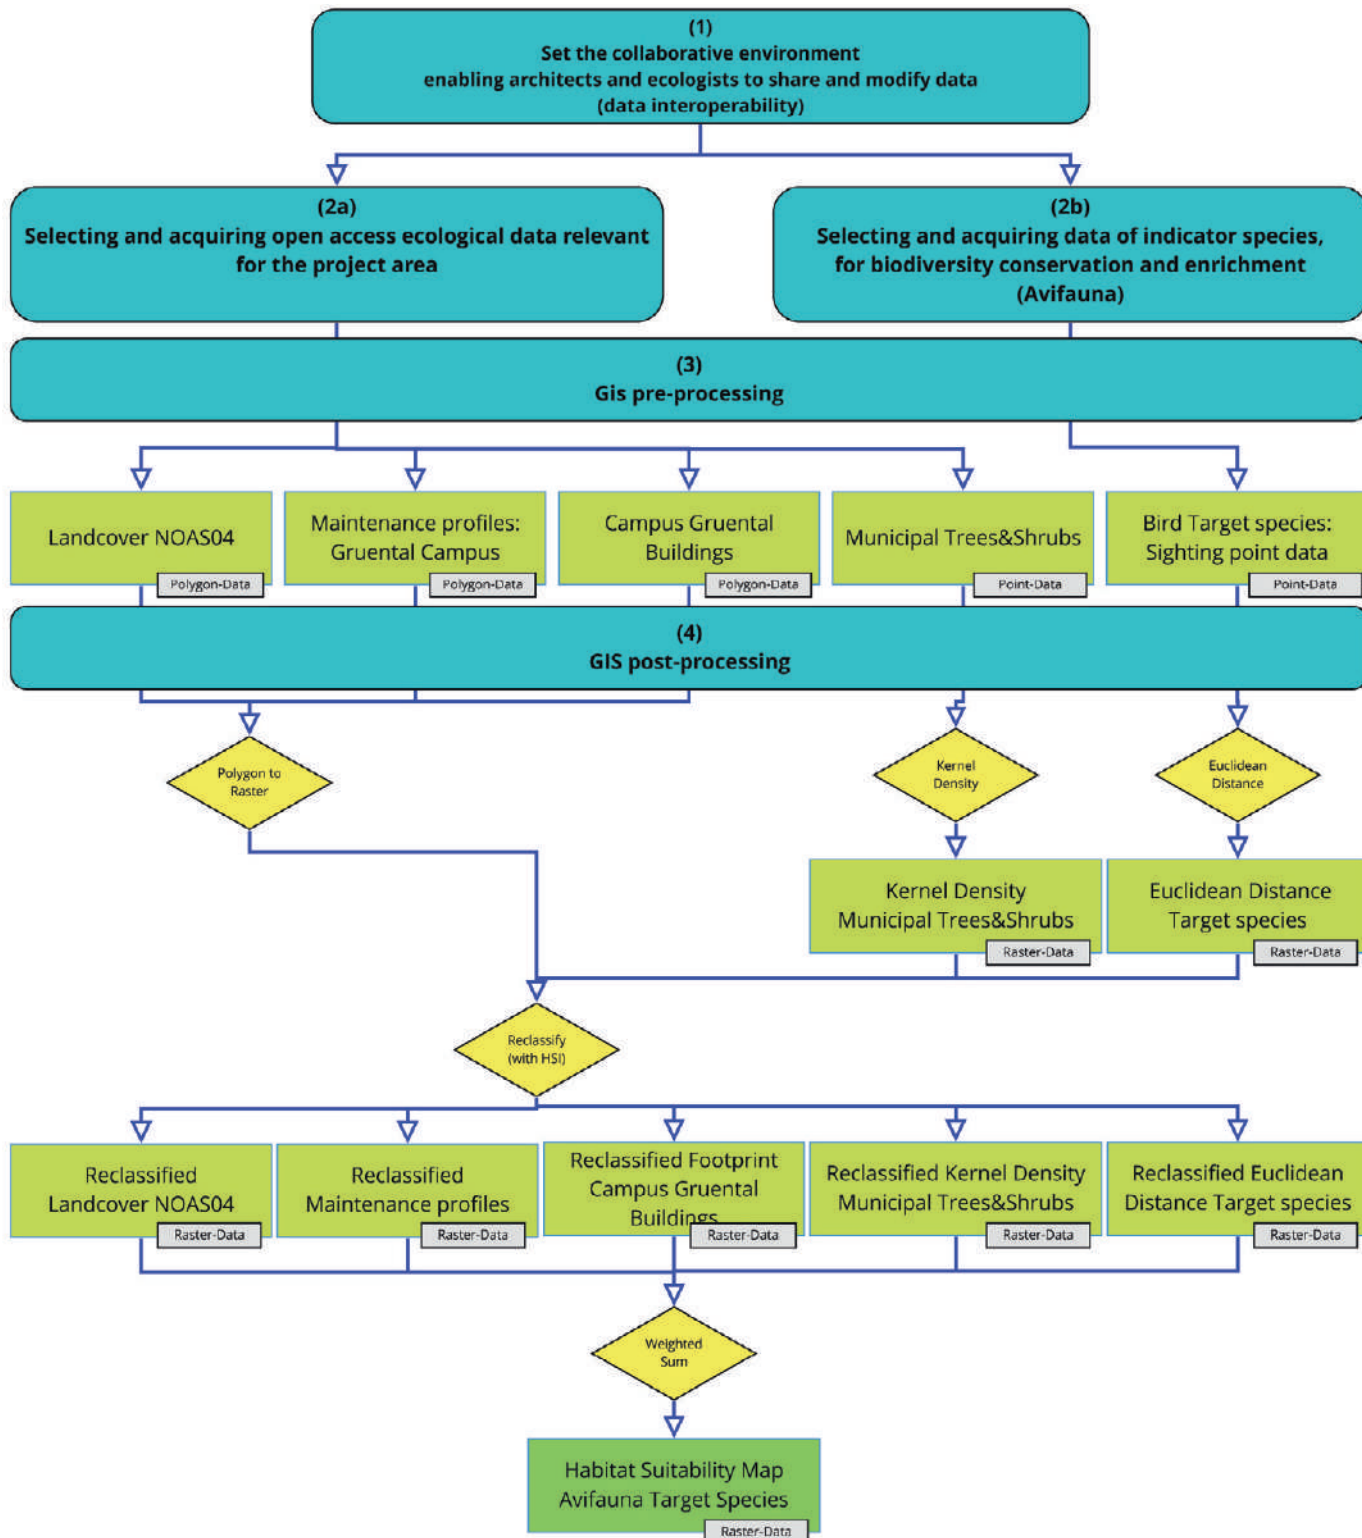 (1)
Set the collaborative environment
enabling architects and ecologists to share and modify data
(data interoperability)
(2a)
Selecting and acquiring open access ecological data relevant
for the project area
(2b)
Selecting and acquiring data of indicator species,
for biodiversity conservation and enrichment
(Avifauna)
(3)
Gis pre-processing
Landcover NOAS04
Polygon-Data
Maintenance profiles:
Gruental Campus
Polygon-Data
Campus Gruental
Buildings
Polygon-Data
Municipal Trees&Shrubs
Point-Data
Bird Target species:
Sighting point data
Point-Data
(4)
GIS post-processing
Polygon to
Raster
Kernel
Density
Euclidean
Distance
Kernel Density
Municipal Trees&Shrubs
Raster-Data
Euclidean Distance
Target species
Raster-Data
Reclassify
(with HSI)
Reclassified
Landcover NOAS04
Raster-Data
Reclassified
Maintenance profiles
Raster-Data
Reclassified Footprint
Campus Gruental
Buildings
Raster-Data
Reclassified Kernel Density
Municipal Trees&Shrubs
Raster-Data
Reclassified Euclidean
Distance Target species
Raster-Data
Weighted
Sum
Habitat Suitability Map
Avifauna Target Species
Raster-Data